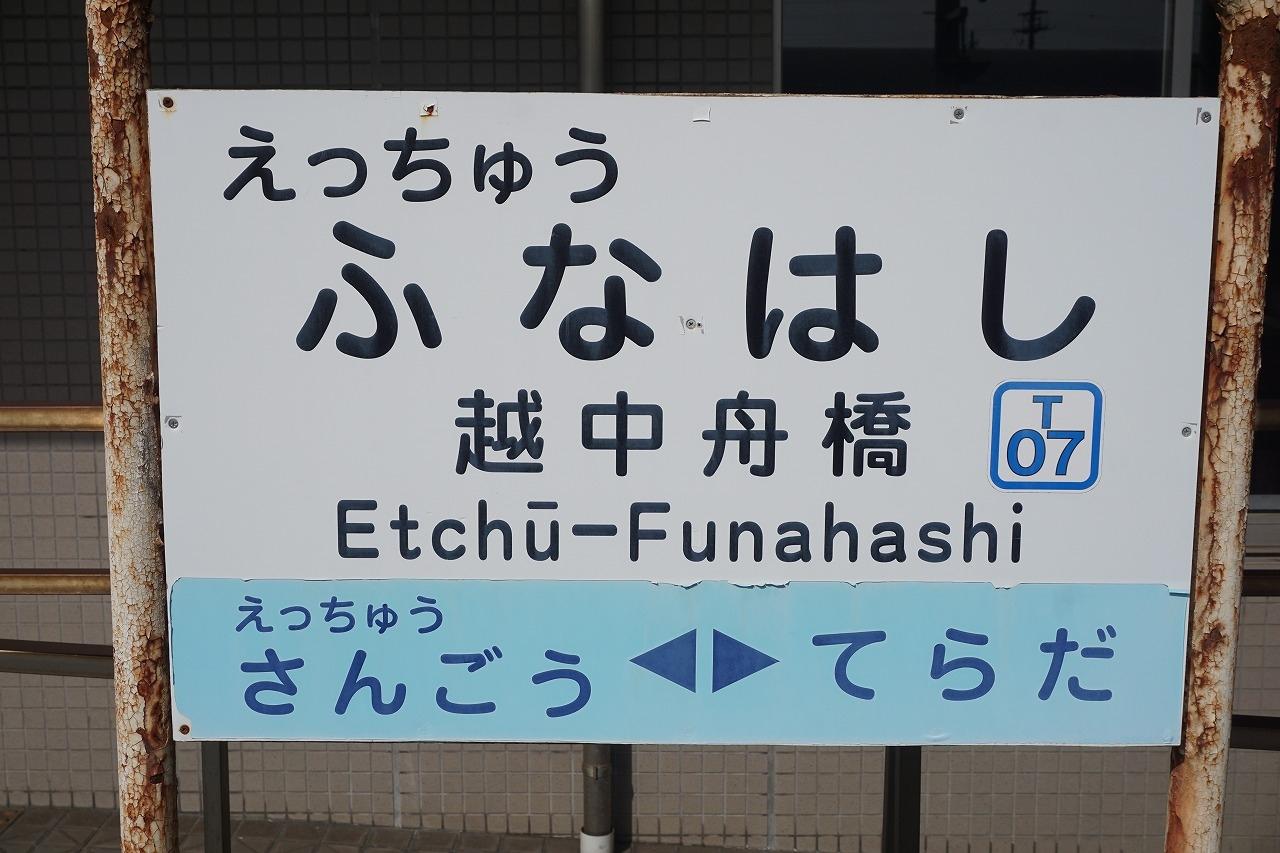 えっちゅう
ふなはし
越中舟橋
T
07
Etchū-Funahashi
えっちゅう
さんごう ◀▶ てらだ